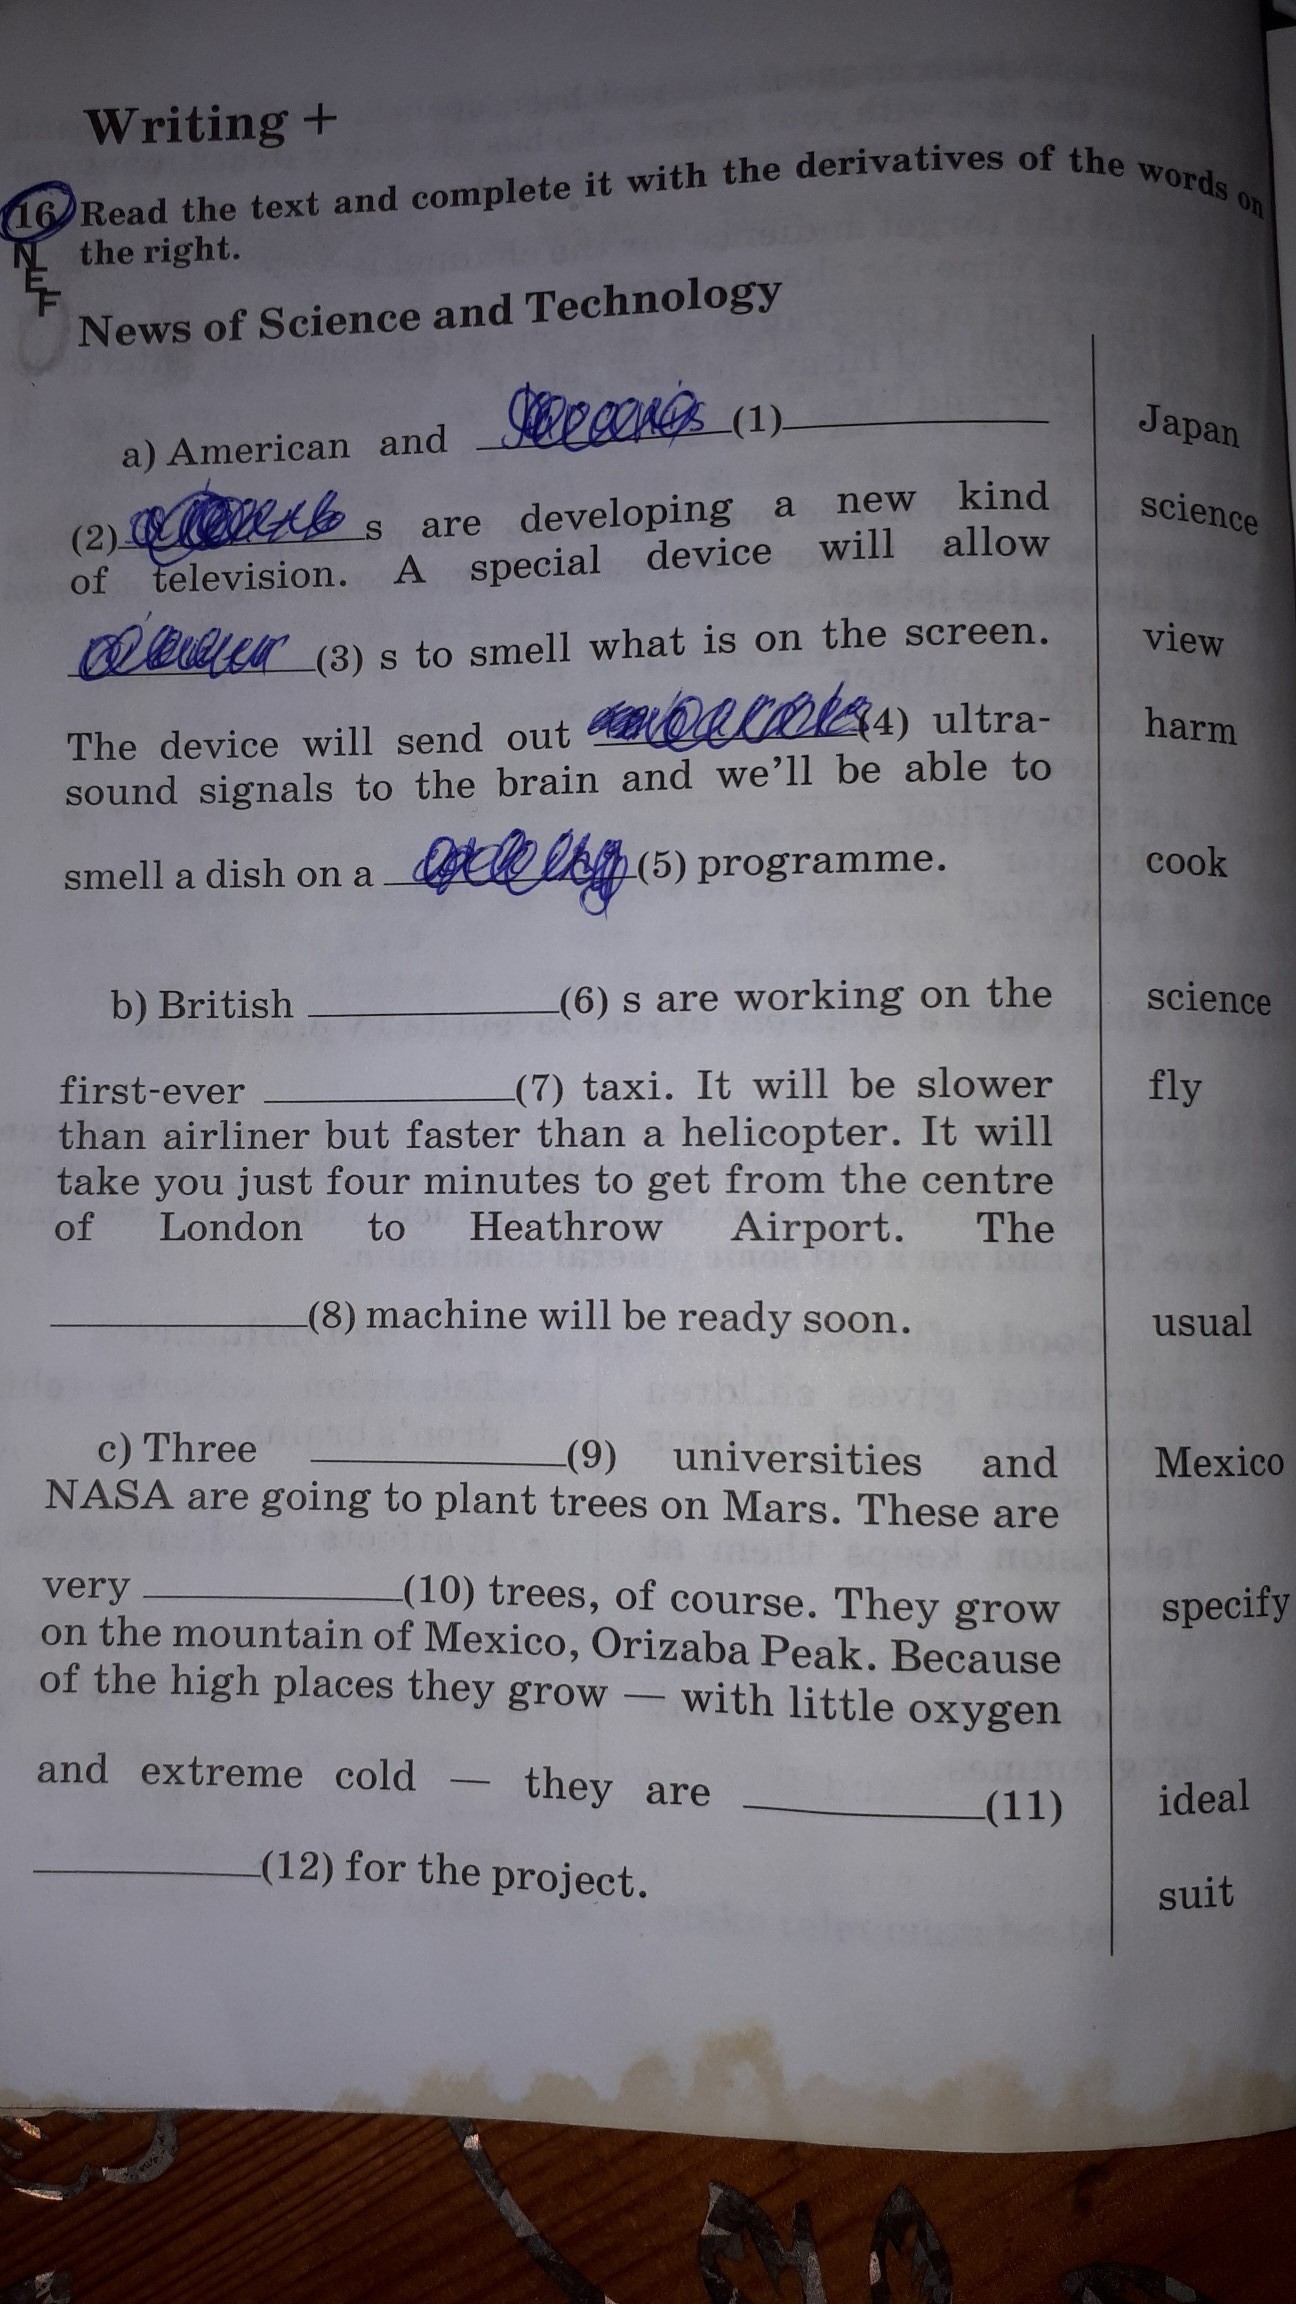 Writing +
16 Read the text and complete it with the derivatives of the words on
the right.
NEF
News of Science and Technology
a) American and (1)
Japan
(2) s are developing a new kind
science
of television. A special device will allow
(3) s to smell what is on the screen.
view
The device will send out (4) ultra-
harm
sound signals to the brain and we'll be able to
smell a dish on a (5) programme.
cook
b) British (6) s are working on the
science
first-ever (7) taxi. It will be slower
fly
than airliner but faster than a helicopter. It will
take you just four minutes to get from the centre
of London to Heathrow Airport. The
(8) machine will be ready soon.
usual
c) Three (9) universities and
Mexico
NASA are going to plant trees on Mars. These are
very (10) trees, of course. They grow
specify
on the mountain of Mexico, Orizaba Peak. Because
of the high places they grow — with little oxygen
and extreme cold — they are (11)
ideal
(12) for the project.
suit